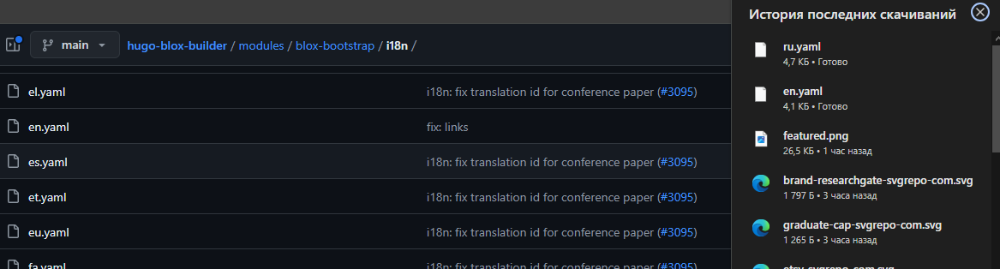 main
hugo-blox-builder / modules / blox-bootstrap / i18n /
el.yaml
i18n: fix translation id for conference paper (#3095)
en.yaml
fix: links
es.yaml
i18n: fix translation id for conference paper (#3095)
et.yaml
i18n: fix translation id for conference paper (#3095)
eu.yaml
i18n: fix translation id for conference paper (#3095)
fa.yaml
i18n: fix translation id for conference paper (#3095)
История последних скачиваний
ru.yaml
4,7 КБ • Готово
en.yaml
4,1 КБ • Готово
featured.png
26,5 КБ • 1 час назад
brand-researchgate-svgrepo-com.svg
1 797 Б • 3 часа назад
graduate-cap-svgrepo-com.svg
1 265 Б • 3 часа назад
etsy-svgrepo-com.svg